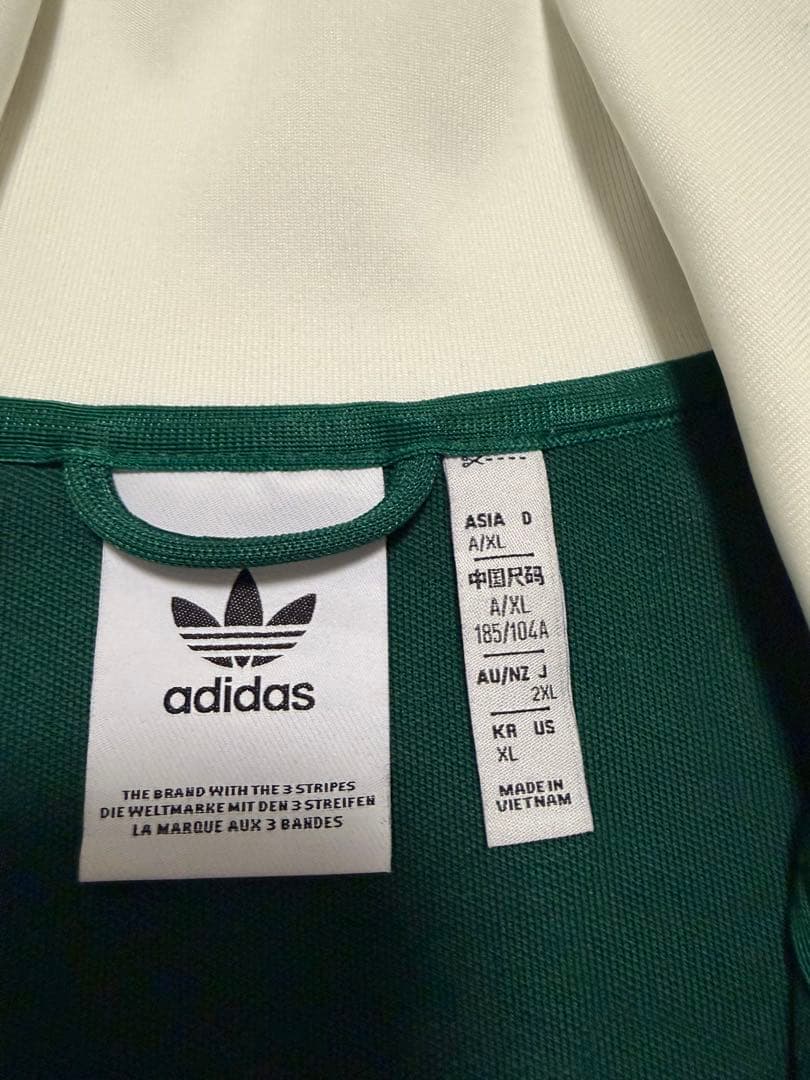 adidas
THE BRAND WITH THE 3 STRIPES
DIE WELTMARKE MIT DEN 3 STREIFEN
LA MARQUE AUX 3 BANDES
ASIA D
A/XL
中国尺码
A/XL
185/104A
AU/NZ J
2XL
KR US
XL
MADE IN
VIETNAM